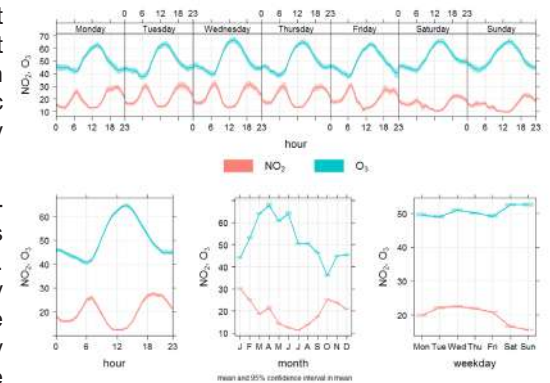 0 6 12 18 23 0 6 12 18 23 0 6 12 18 23
Monday Tuesday Wednesday Thursday Friday Saturday Sunday
70
60
50
40
30
20
10
NO2, O3
0 6 12 18 23 0 6 12 18 23 0 6 12 18 23 0 6 12 18 23
hour
NO2 O3
60
50
40
30
20
NO2, O3
0 6 12 18 23
hour
70
60
50
40
30
20
10
NO2, O3
J F M A M J J A S O N D
month
50
40
30
20
NO2, O3
Mon Tue Wed Thu Fri Sat Sun
weekday
mean and 95% confidence interval in mean